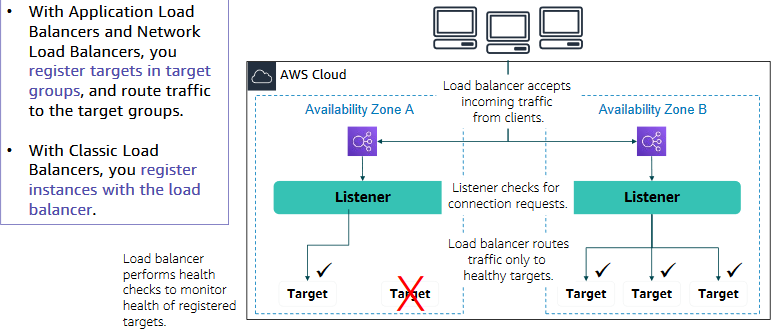 • With Application Load
Balancers and Network
Load Balancers, you
register targets in target
groups, and route traffic
to the target groups.
• With Classic Load
Balancers, you register
instances with the load
balancer.
AWS Cloud
Load balancer accepts
incoming traffic
from clients.
Availability Zone A
Availability Zone B
Listener
Listener checks for
connection requests.
Listener
Load balancer routes
traffic only to
healthy targets.
Load balancer
performs health
checks to monitor
health of registered
targets.
Target
Target
Target
Target
Target